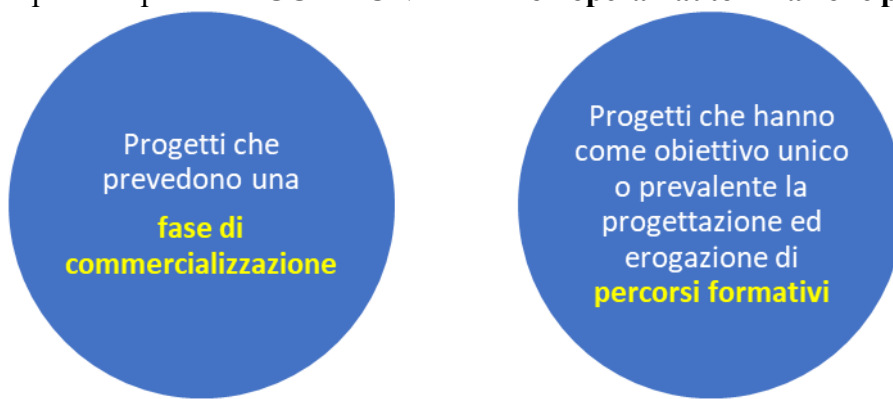 Progetti che
prevedono una
fase di
commercializzazione
Progetti che hanno
come obiettivo unico
o prevalente la
progettazione ed
erogazione di
percorsi formativi